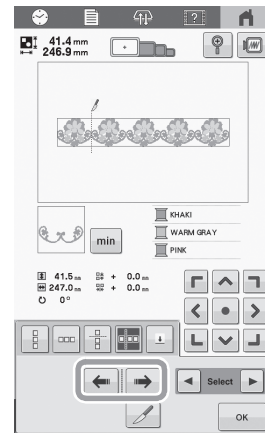 ?
41.4 mm
246.9 mm
min
KHAKI
WARM GRAY
PINK
41.5 mm + 0.0 mm
247.0 mm + 0.0 mm
0°
Select
OK